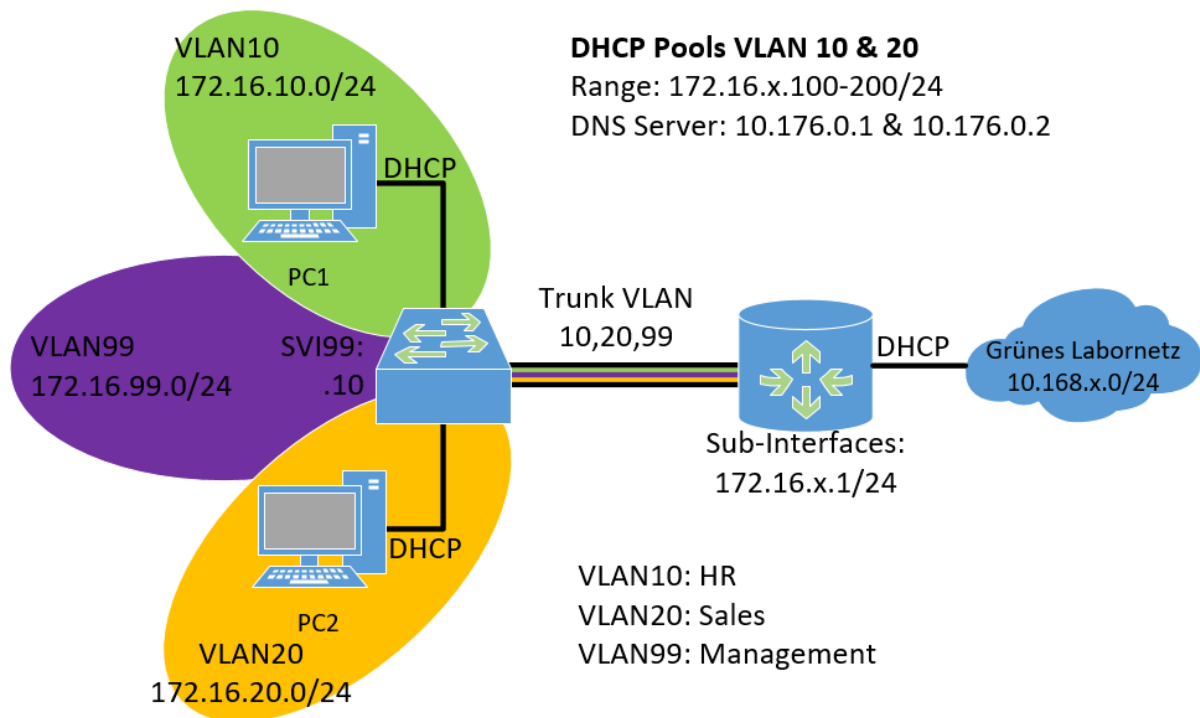 VLAN10
172.16.10.0/24
DHCP
PC1
DHCP Pools VLAN 10 & 20
Range: 172.16.x.100-200/24
DNS Server: 10.176.0.1 & 10.176.0.2
VLAN99
172.16.99.0/24
SVI99:
.10
Trunk VLAN
10,20,99
DHCP
Grünes Labornetz
10.168.x.0/24
Sub-Interfaces:
172.16.x.1/24
DHCP
PC2
VLAN20
172.16.20.0/24
VLAN10: HR
VLAN20: Sales
VLAN99: Management